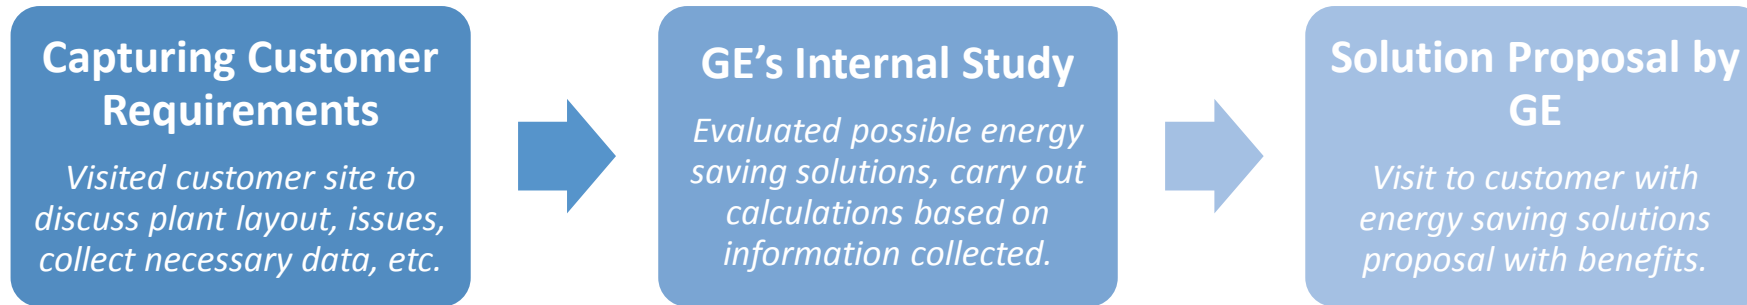 Capturing Customer
Requirements
Visited customer site to
discuss plant layout, issues,
collect necessary data, etc.
GE's Internal Study
Evaluated possible energy
saving solutions, carry out
calculations based on
information collected.
Solution Proposal by
GE
Visit to customer with
energy saving solutions
proposal with benefits.